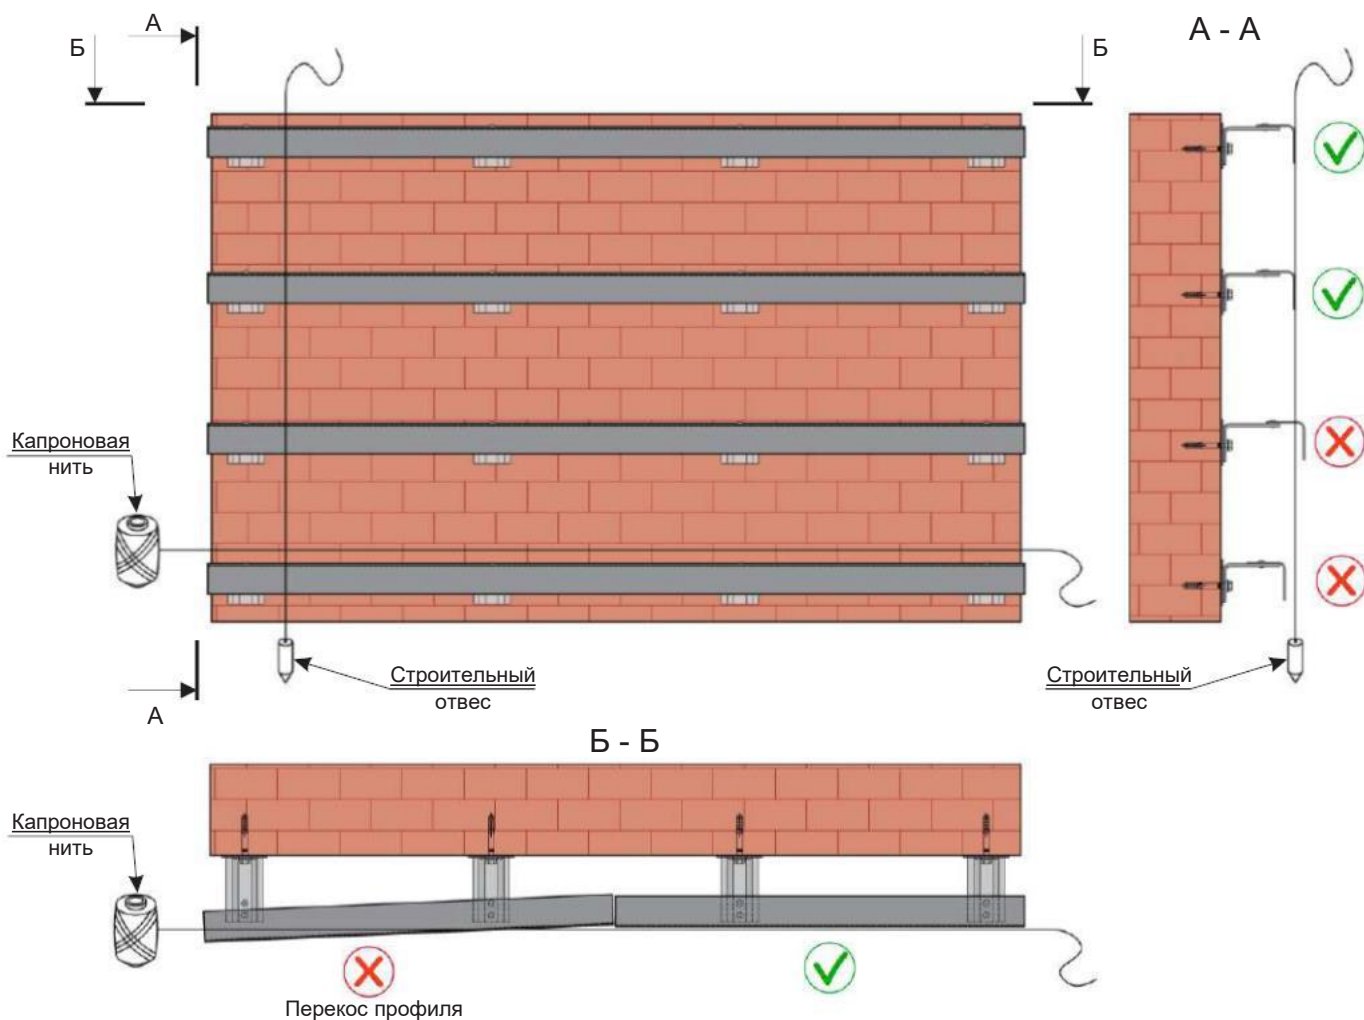 А
Б
Б
А - А
Капроновая
нить
Строительный
отвес
Строительный
отвес
А
Б - Б
Капроновая
нить
Перекос профиля